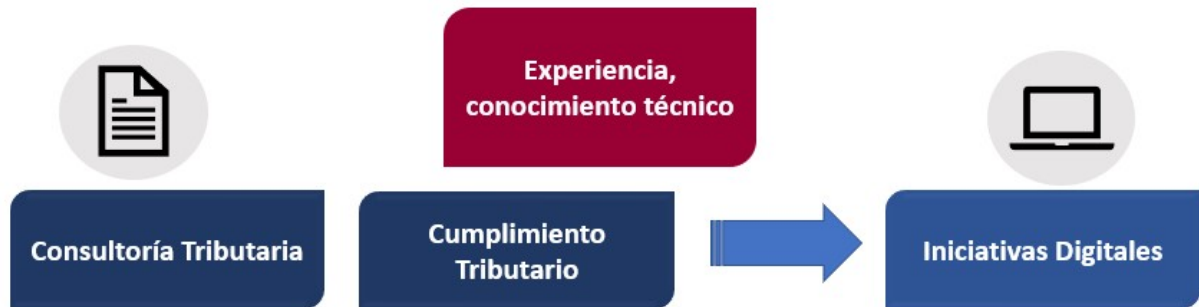 Experiencia,
conocimiento técnico
Consultoría Tributaria
Cumplimiento
Tributario
Iniciativas Digitales